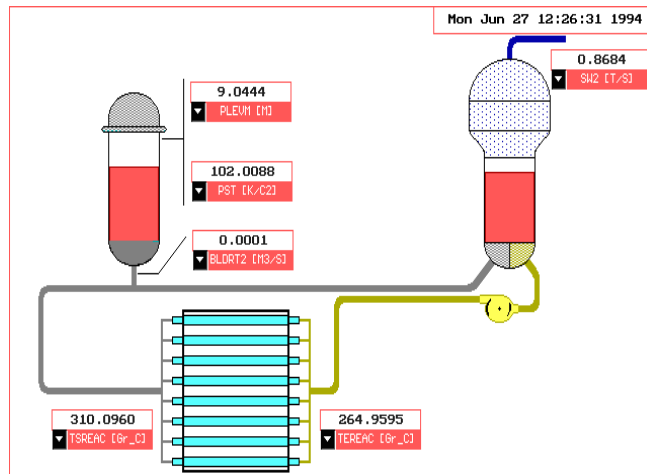 Mon Jun 27 12:26:31 1994
0.8684
SW2 [T/S]
9.0444
PLEVM [M]
102.0088
PST [K/C2]
0.0001
BLDRT2 [M3/S]
310.0960
TSREAC [Gr_C]
264.9595
TEREAC [Gr_C]